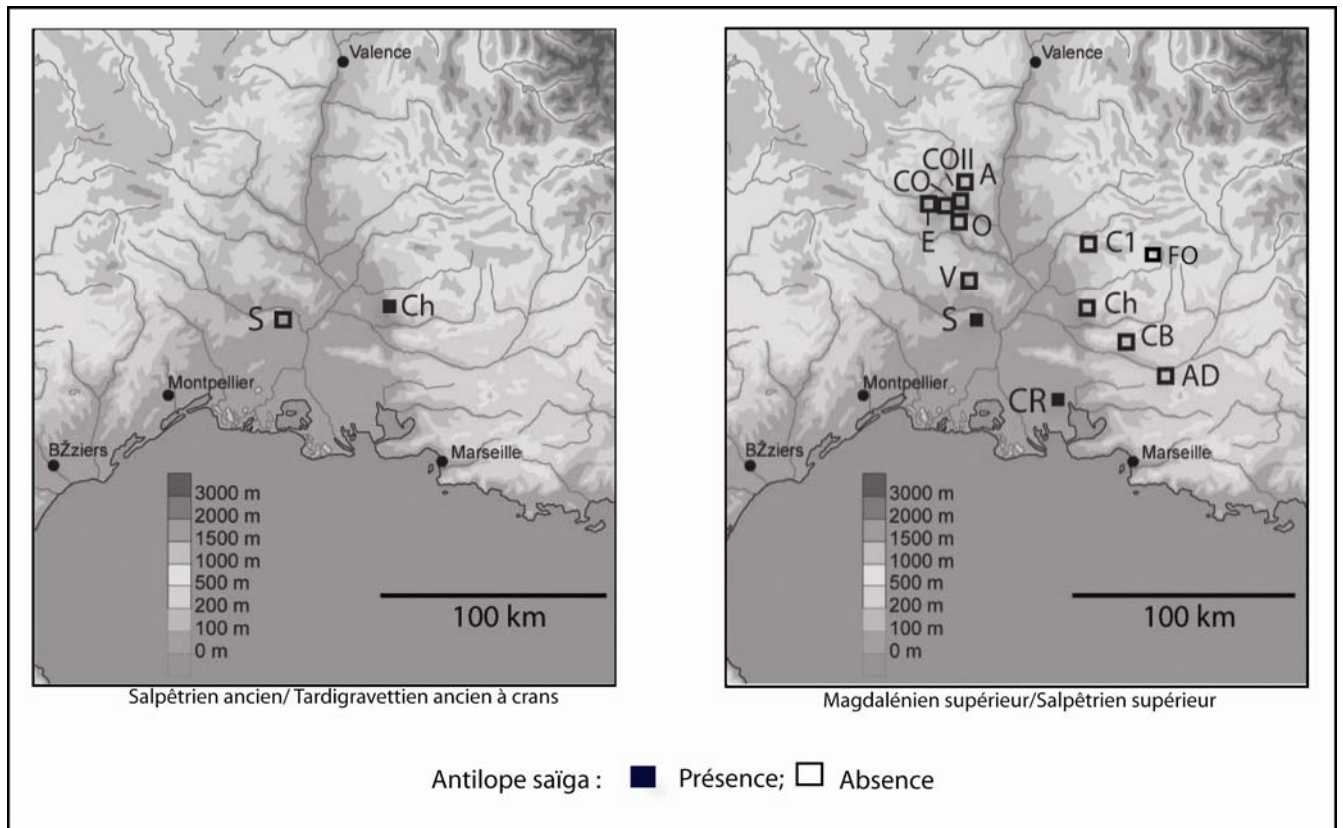 Valence
S
Ch
Montpellier
BŽziers
Marseille
3000 m
2000 m
1500 m
1000 m
500 m
200 m
100 m
0 m
100 km
Salpêtrien ancien/ Tardigravettien ancien à crans
Valence
COII
CO
A
E
O
C1
FO
V
Ch
S
CB
AD
CR
Montpellier
BŽziers
Marseille
3000 m
2000 m
1500 m
1000 m
500 m
200 m
100 m
0 m
100 km
Magdalénien supérieur/Salpêtrien supérieur
Antilope saïga : Présence; Absence